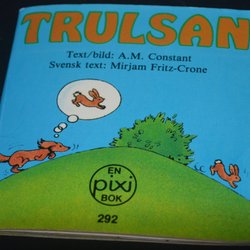 TRULSAN
Text/bild: A.M. Constant
Svensk text: Mirjam Fritz-Crone
EN
pixi
BOK
292